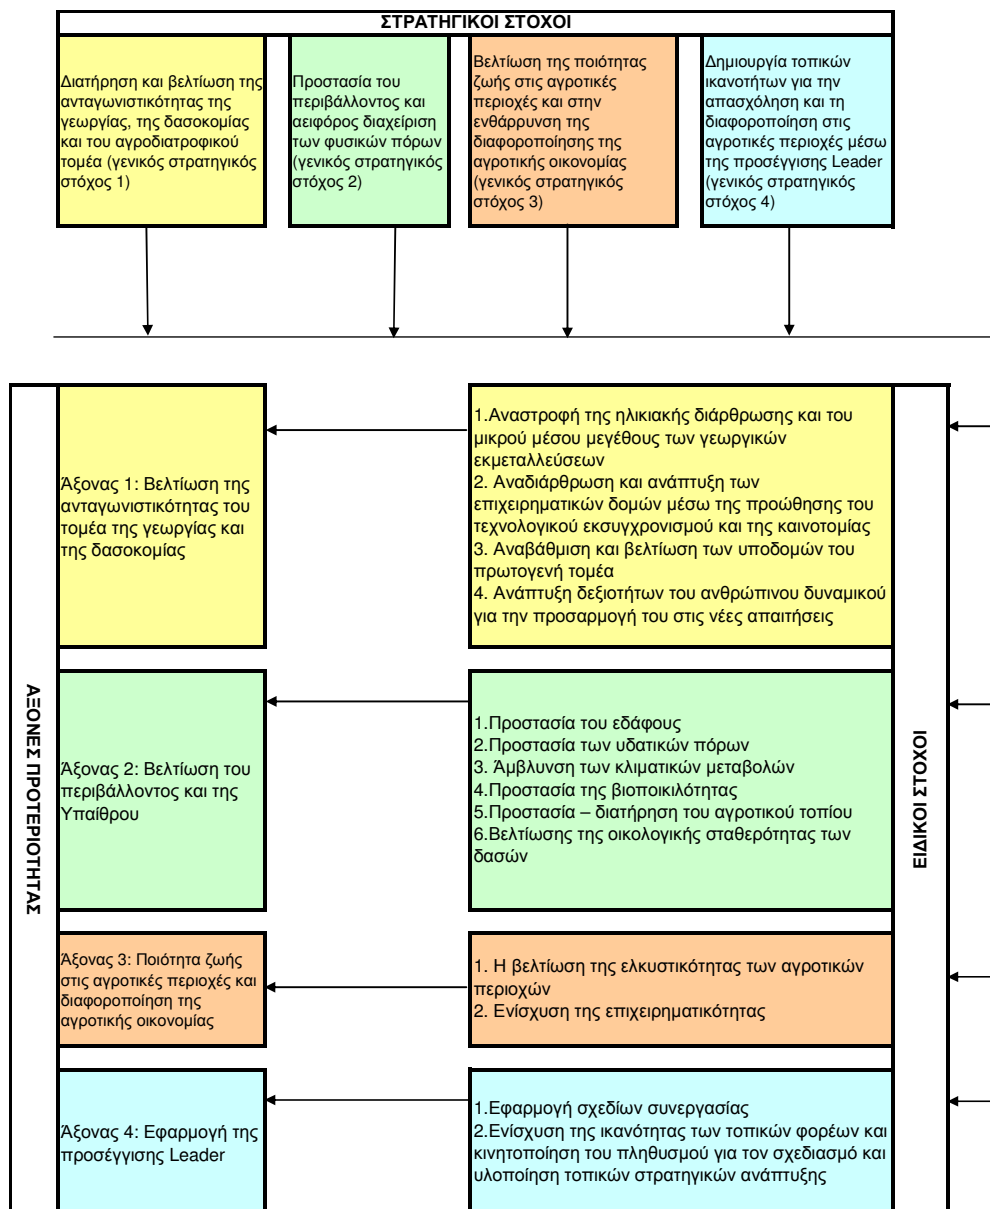 ΣΤΡΑΤΗΓΙΚΟΙ ΣΤΟΧΟΙ
Διατήρηση και βελτίωση της
ανταγωνιστικότητας της
γεωργίας, της δασοκομίας
και του αγροδιατροφικού
τομέα (γενικός στρατηγικός
στόχος 1)
Προστασία του
περιβάλλοντος και
αειφόρος διαχείριση
των φυσικών πόρων
(γενικός στρατηγικός
στόχος 2)
Βελτίωση της ποιότητας
ζωής στις αγροτικές
περιοχές και στην
ενθάρρυνση της
διαφοροποίησης της
αγροτικής οικονομίας
(γενικός στρατηγικός
στόχος 3)
Δημιουργία τοπικών
ικανοτήτων για την
απασχόληση και τη
διαφοροποίηση στις
αγροτικές περιοχές μέσω
της προσέγγισης Leader
(γενικός στρατηγικός
στόχος 4)
ΑΞΟΝΕΣ ΠΡΟΤΕΡΙΟΤΗΤΑΣ
Άξονας 1: Βελτίωση της
ανταγωνιστικότητας του
τομέα της γεωργίας και
της δασοκομίας
1.Αναστροφή της ηλικιακής διάρθρωσης και του
μικρού μέσου μεγέθους των γεωργικών
εκμεταλλεύσεων
2. Αναδιάρθρωση και ανάπτυξη των
επιχειρηματικών δομών μέσω της προώθησης του
τεχνολογικού εκσυγχρονισμού και της καινοτομίας
3. Αναβάθμιση και βελτίωση των υποδομών του
πρωτογενή τομέα
4. Ανάπτυξη δεξιοτήτων του ανθρώπινου δυναμικού
για την προσαρμογή του στις νέες απαιτήσεις
Άξονας 2: Βελτίωση του
περιβάλλοντος και της
Υπαίθρου
1.Προστασία του εδάφους
2.Προστασία των υδατικών πόρων
3. Άμβλυνση των κλιματικών μεταβολών
4.Προστασία της βιοποικιλότητας
5.Προστασία – διατήρηση του αγροτικού τοπίου
6.Βελτίωσης της οικολογικής σταθερότητας των
δασών
Άξονας 3: Ποιότητα ζωής
στις αγροτικές περιοχές και
διαφοροποίηση της
αγροτικής οικονομίας
1. Η βελτίωση της ελκυστικότητας των αγροτικών
περιοχών
2. Ενίσχυση της επιχειρηματικότητας
Άξονας 4: Εφαρμογή της
προσέγγισης Leader
1.Εφαρμογή σχεδίων συνεργασίας
2.Ενίσχυση της ικανότητας των τοπικών φορέων και
κινητοποίηση του πληθυσμού για τον σχεδιασμό και
υλοποίηση τοπικών στρατηγικών ανάπτυξης
ΕΙΔΙΚΟΙ ΣΤΟΧΟΙ